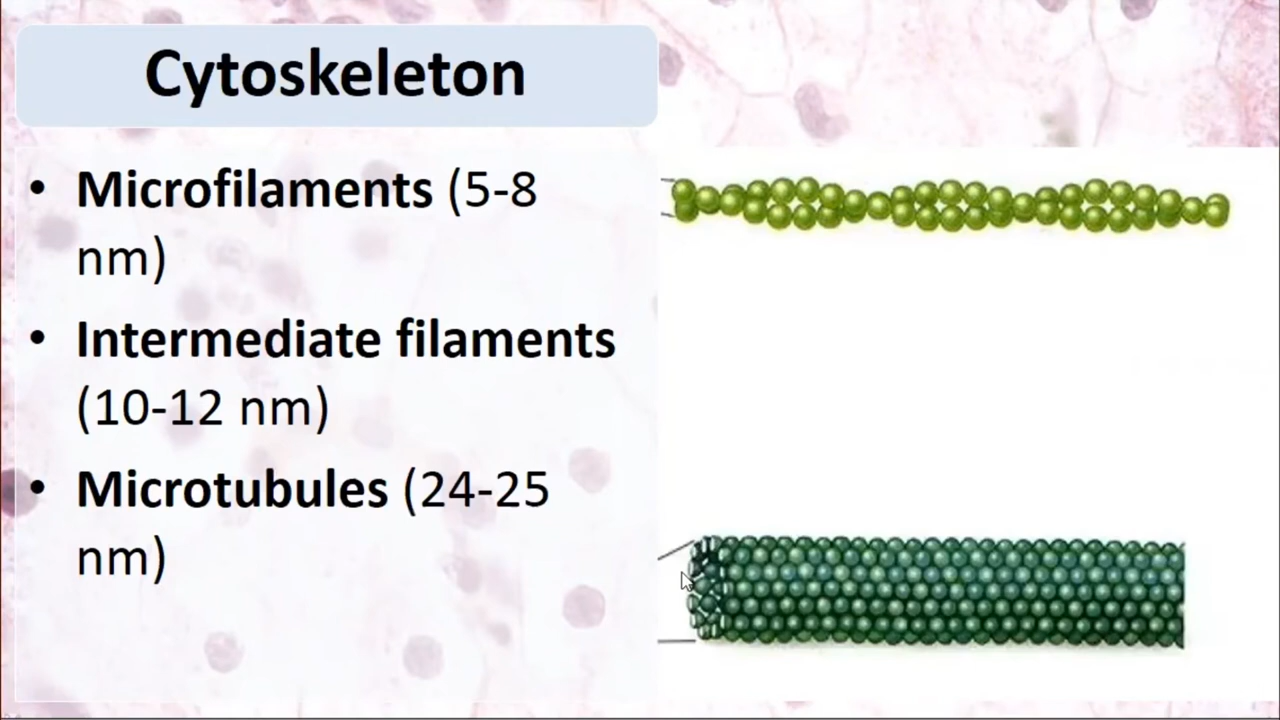 Cytoskeleton
• Microfilaments (5-8
nm)
• Intermediate filaments
(10-12 nm)
• Microtubules (24-25
nm)